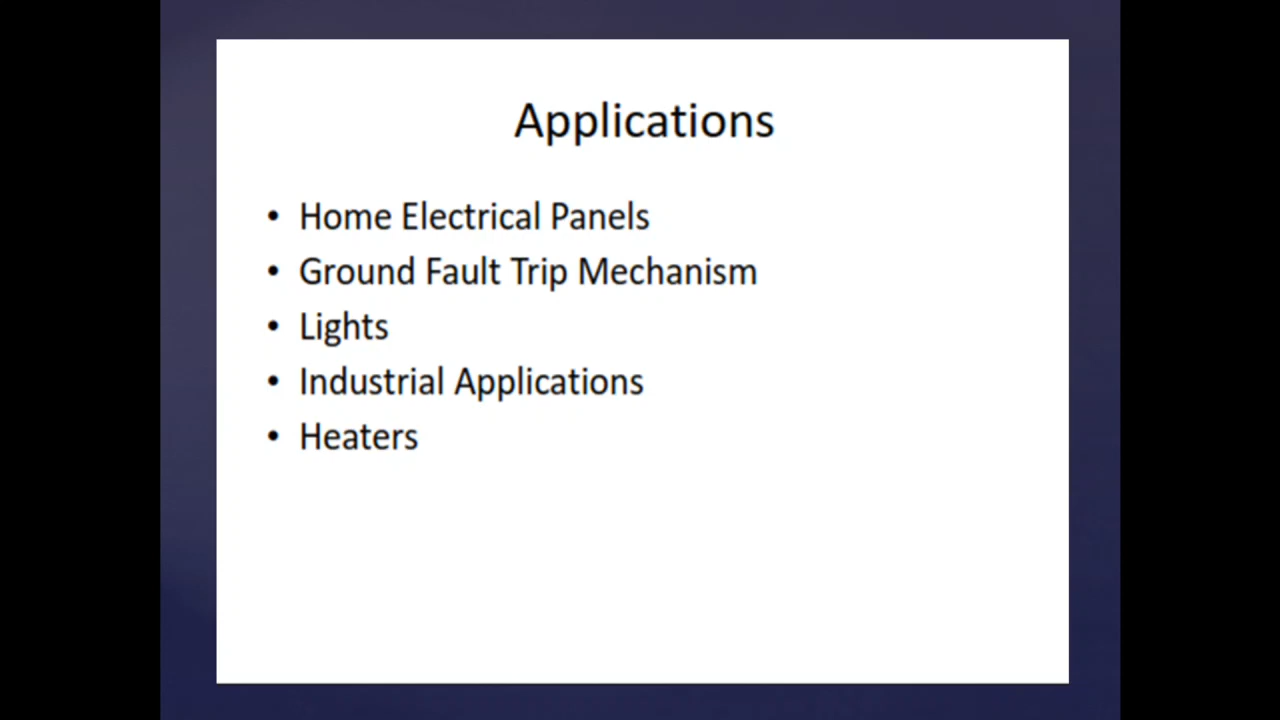 Applications
• Home Electrical Panels
• Ground Fault Trip Mechanism
• Lights
• Industrial Applications
• Heaters